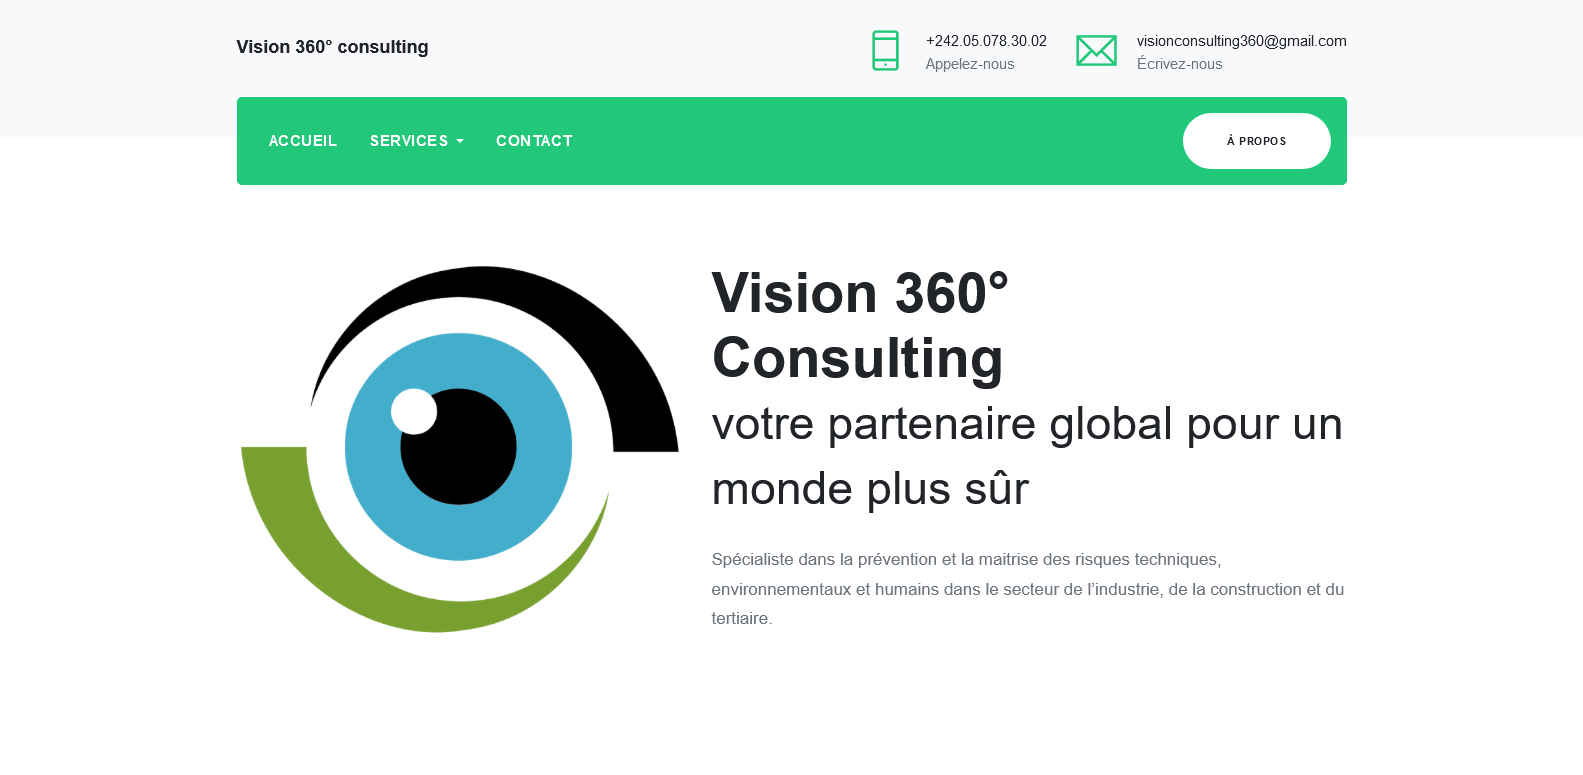 Vision 360° consulting
+242.05.078.30.02
Appelez-nous
visionconsulting360@gmail.com
Écrivez-nous
ACCUEIL
SERVICES
CONTACT
À PROPOS
Vision 360°
Consulting
votre partenaire global pour un
monde plus sûr
Spécialiste dans la prévention et la maitrise des risques techniques,
environnementaux et humains dans le secteur de l’industrie, de la construction et du
tertiaire.